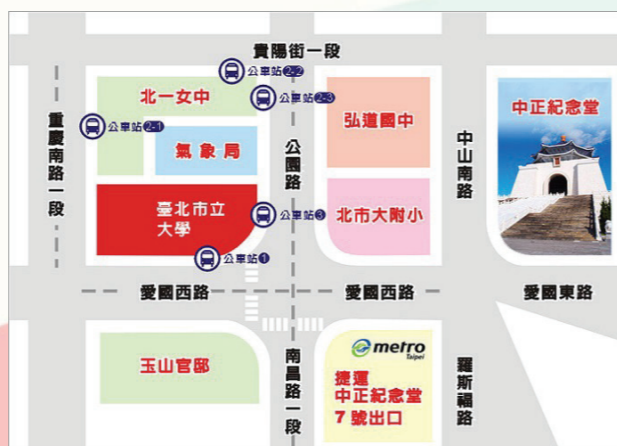 貴陽街一段
公車站2-2
北一女中
公車站2-3
弘道國中
中正紀念堂
公車站2-1
重慶南路一段
氣象局
公園路
中山南路
臺北市立
大學
公車站3
北市大附小
公車站1
愛國西路
愛國西路
愛國東路
玉山官邸
南昌路一段
metro
Taipei
捷運
中正紀念堂
7號出口
羅斯福路